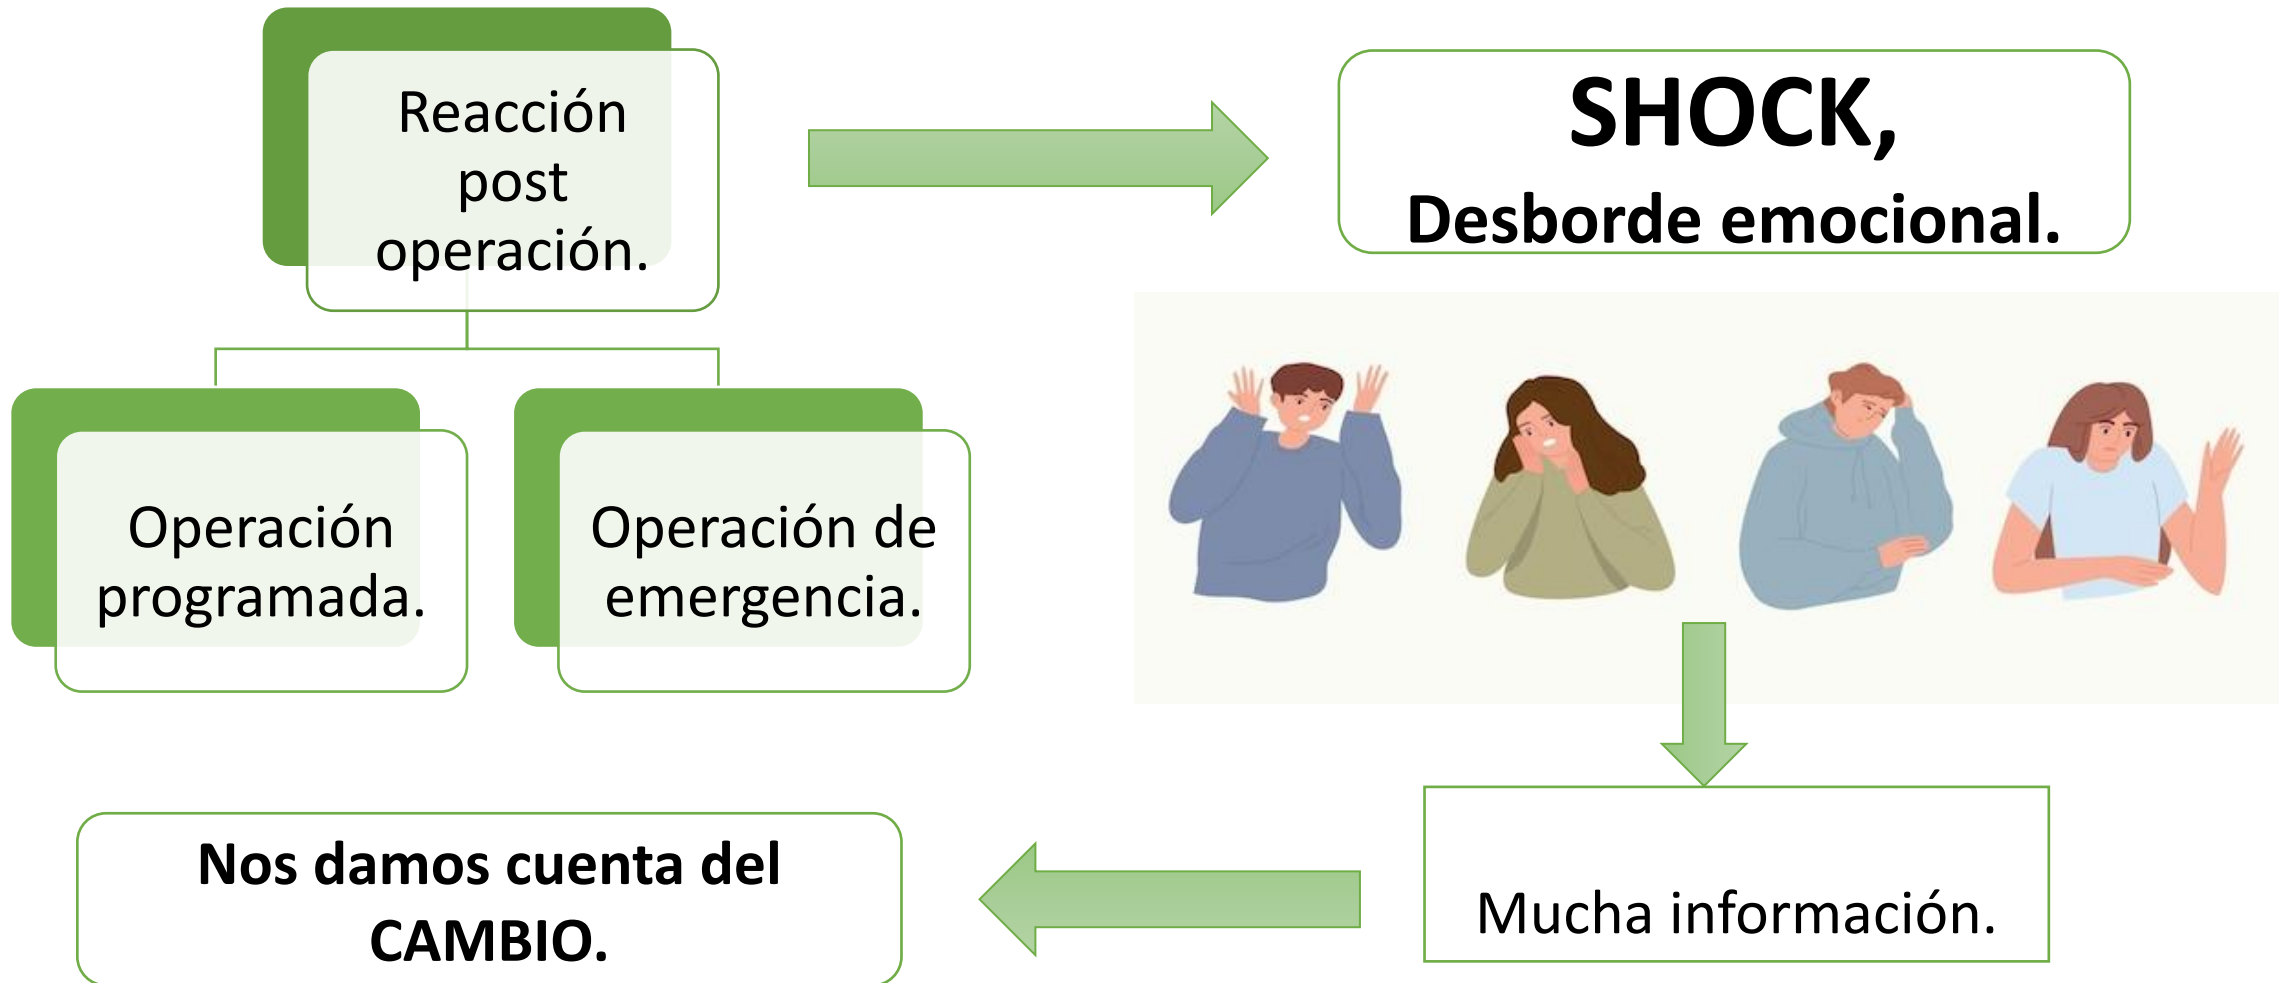 Reacción
post
operación.
SHOCK,
Desborde emocional.
Operación
programada.
Operación de
emergencia.
Mucha información.
Nos damos cuenta del
CAMBIO.